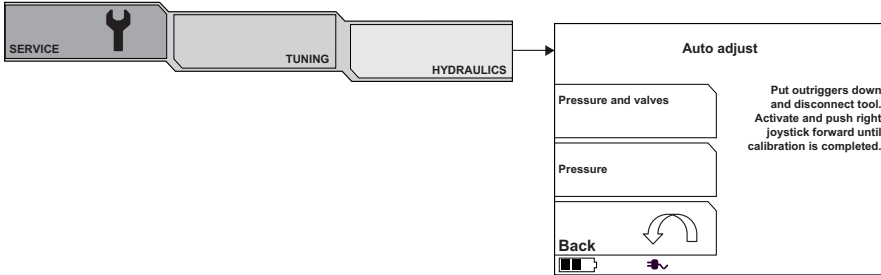 SERVICE
TUNING
HYDRAULICS
Auto adjust
Pressure and valves
Put outriggers down
and disconnect tool.
Activate and push right
joystick forward until
calibration is completed.
Pressure
Back